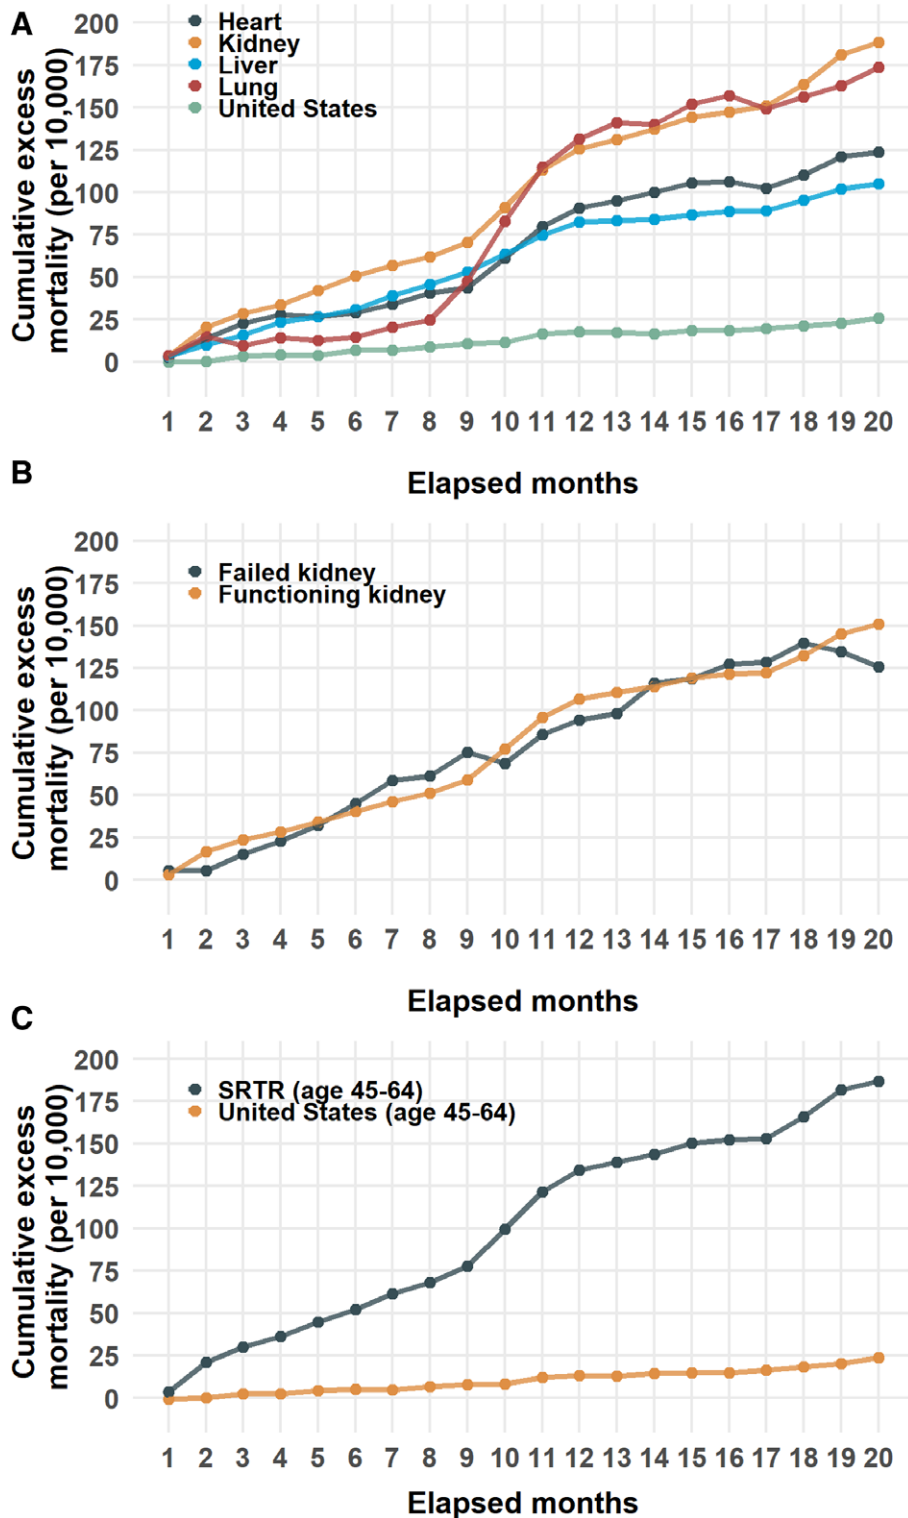 A
Heart
Kidney
Liver
Lung
United States
Cumulative excess
mortality (per 10,000)
200
175
150
125
100
75
50
25
0
1 2 3 4 5 6 7 8 9 10 11 12 13 14 15 16 17 18 19 20
Elapsed months
B
Failed kidney
Functioning kidney
Cumulative excess
mortality (per 10,000)
200
175
150
125
100
75
50
25
0
1 2 3 4 5 6 7 8 9 10 11 12 13 14 15 16 17 18 19 20
Elapsed months
C
SRTR (age 45-64)
United States (age 45-64)
Cumulative excess
mortality (per 10,000)
200
175
150
125
100
75
50
25
0
1 2 3 4 5 6 7 8 9 10 11 12 13 14 15 16 17 18 19 20
Elapsed months